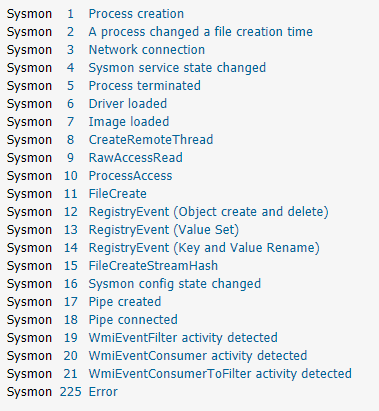 Sysmon 1 Process creation
Sysmon 2 A process changed a file creation time
Sysmon 3 Network connection
Sysmon 4 Sysmon service state changed
Sysmon 5 Process terminated
Sysmon 6 Driver loaded
Sysmon 7 Image loaded
Sysmon 8 CreateRemoteThread
Sysmon 9 RawAccessRead
Sysmon 10 ProcessAccess
Sysmon 11 FileCreate
Sysmon 12 RegistryEvent (Object create and delete)
Sysmon 13 RegistryEvent (Value Set)
Sysmon 14 RegistryEvent (Key and Value Rename)
Sysmon 15 FileCreateStreamHash
Sysmon 16 Sysmon config state changed
Sysmon 17 Pipe created
Sysmon 18 Pipe connected
Sysmon 19 WmiEventFilter activity detected
Sysmon 20 WmiEventConsumer activity detected
Sysmon 21 WmiEventConsumerToFilter activity detected
Sysmon 225 Error